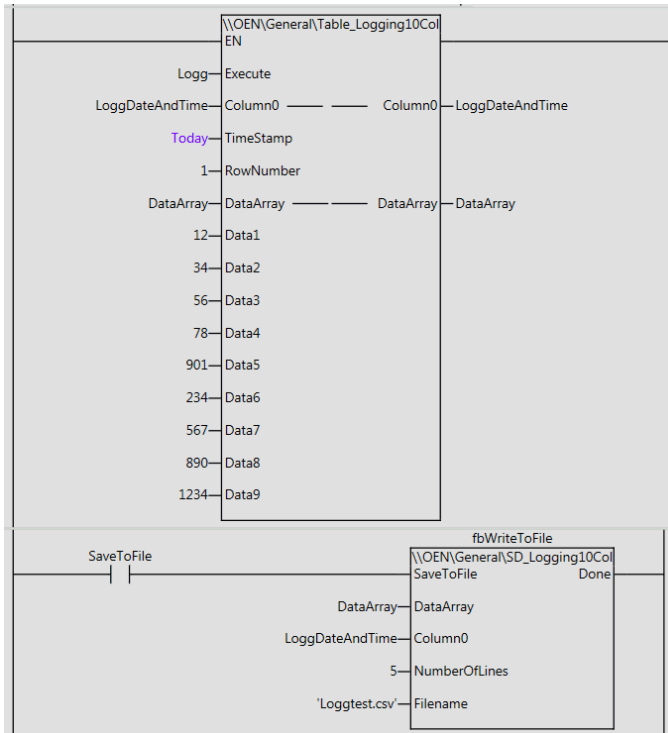 \\OEN\General\Table_Logging10Col
EN
Logg Execute
LoggDateAndTime Column0 Column0 LoggDateAndTime
Today TimeStamp
1 RowNumber
DataArray DataArray DataArray DataArray
12 Data1
34 Data2
56 Data3
78 Data4
901 Data5
234 Data6
567 Data7
890 Data8
1234 Data9
fbWriteToFile
SaveToFile \\OEN\General\SD_Logging10Col
SaveToFile Done
DataArray DataArray
LoggDateAndTime Column0
5 NumberOfLines
'Loggtest.csv' Filename